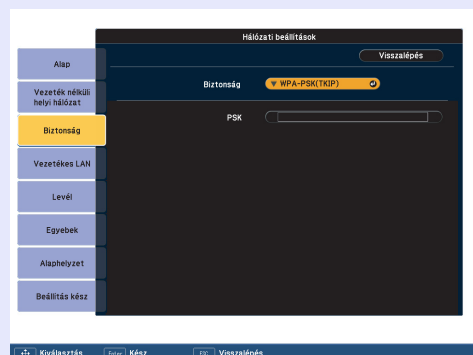 Hálózati beállítások
Visszalépés
Alap
Biztonság
WPA-PSK(TKIP)
Vezeték nélküli
helyi hálózat
PSK
Biztonság
Vezetékes LAN
Levél
Egyebek
Alaphelyzet
Beállítás kész
Kiválasztás
Enter Kész
ESC Visszalépés